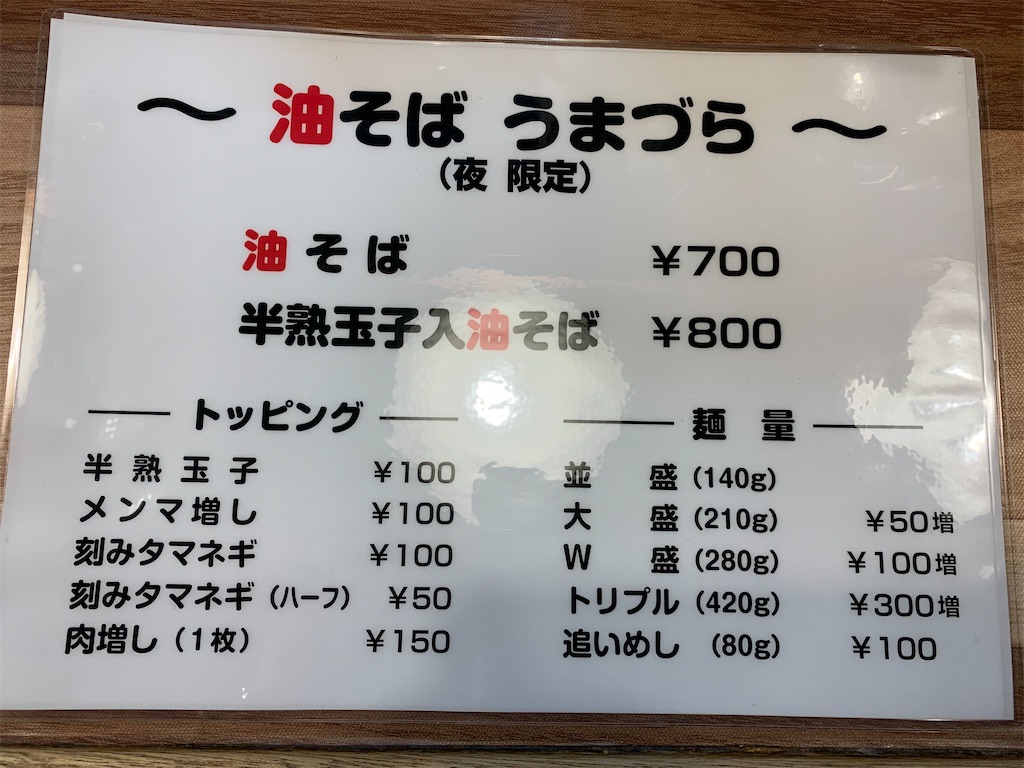 〜 油そば うまづら 〜
（夜 限定）
油そば ￥700
半熟玉子入油そば ￥800
トッピング
半熟玉子 ￥100
メンマ増し ￥100
刻みタマネギ ￥100
刻みタマネギ（ハーフ） ￥50
肉増し（１枚） ￥150
麺量
並盛（140g）
大盛（210g） ￥50増
W盛（280g） ￥100増
トリプル（420g） ￥300増
追いめし（80g） ￥100